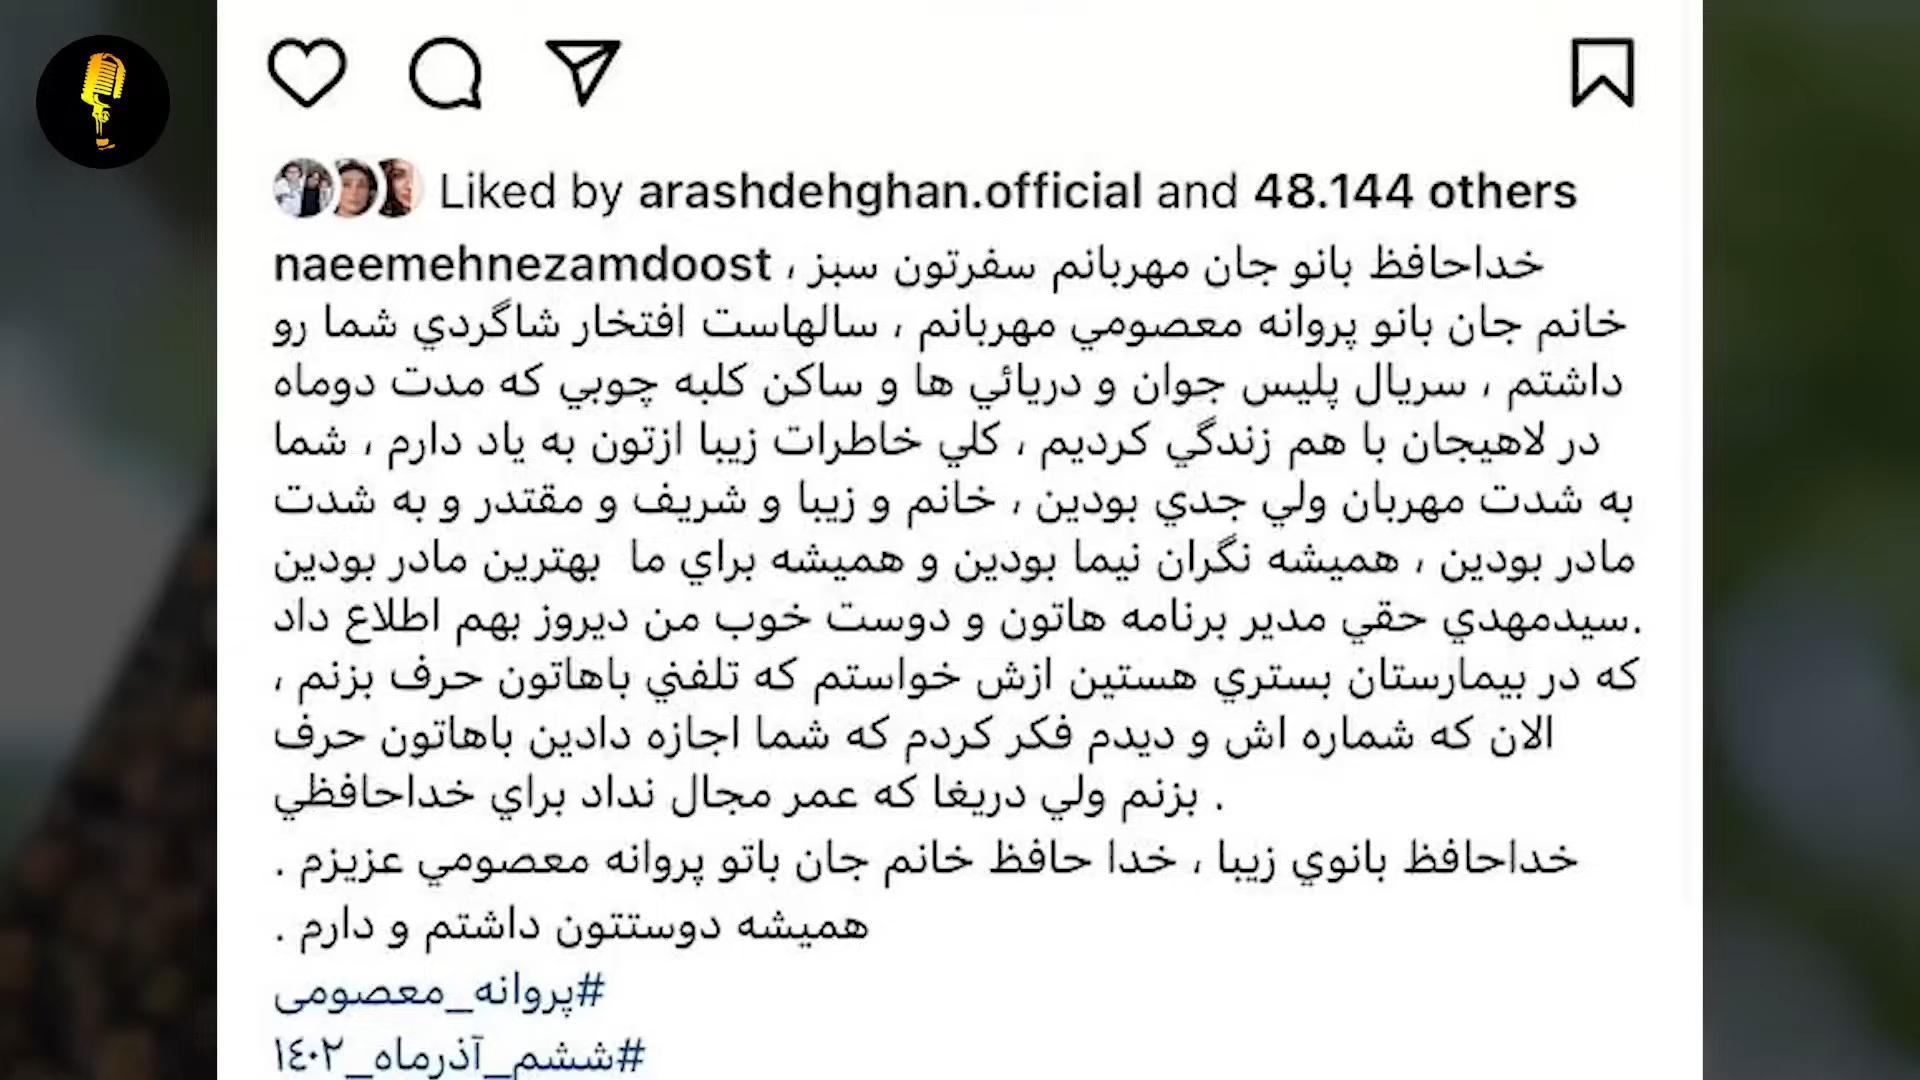 Liked by arashdehghan.official and 48.144 others
naeemehnezamdoost خداحافظ بانو جان مهربانم سفرتون سبز ،
خانم جان بانو پروانه معصومي مهربانم ، سالهاست افتخار شاگردي شما رو
داشتم ، سريال پليس جوان و دريائي ها و ساكن كلبه چوبي كه مدت دوماه
در لاهيجان با هم زندگي كرديم ، كلي خاطرات زيبا ازتون به ياد دارم ، شما
به شدت مهربان ولي جدي بودين ، خانم و زيبا و شريف و مقتدر و به شدت
مادر بودين ، هميشه نگران نيما بودين و هميشه براي ما بهترين مادر بودين
.سيدمهدي حقي مدير برنامه هاتون و دوست خوب من ديروز بهم اطلاع داد
كه در بيمارستان بستري هستين ازش خواستم كه تلفني باهاتون حرف بزنم ،
الان كه شماره اش و ديدم فكر كردم كه شما اجازه دادين باهاتون حرف
بزنم ولي دريغا كه عمر مجال نداد براي خداحافظي .
خداحافظ بانوي زيبا ، خدا حافظ خانم جان باتو پروانه معصومي عزيزم .
هميشه دوستتون داشتم و دارم .
#پروانه_معصومی
#ششم_آذرماه_١٤٠٢